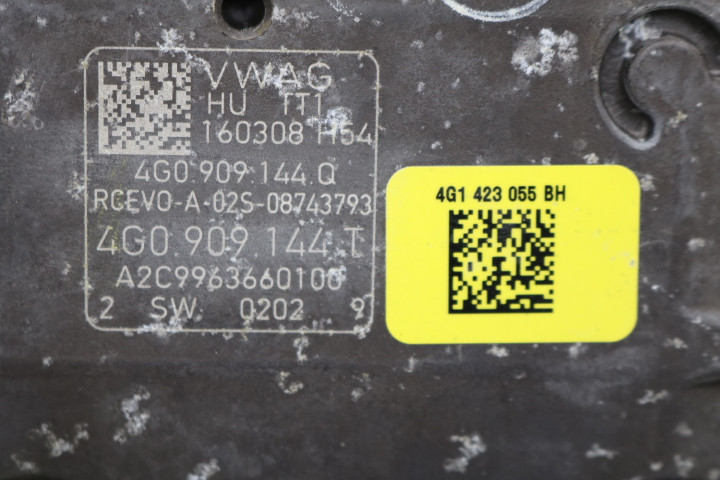 VWAG
HU IT1
160308 H54
4G0.909.144.Q
RCEVO-A-02S-08743793
4G0.909.144.T
A2C9963660100
2 SW 0202 9
4G1 423 055 BH